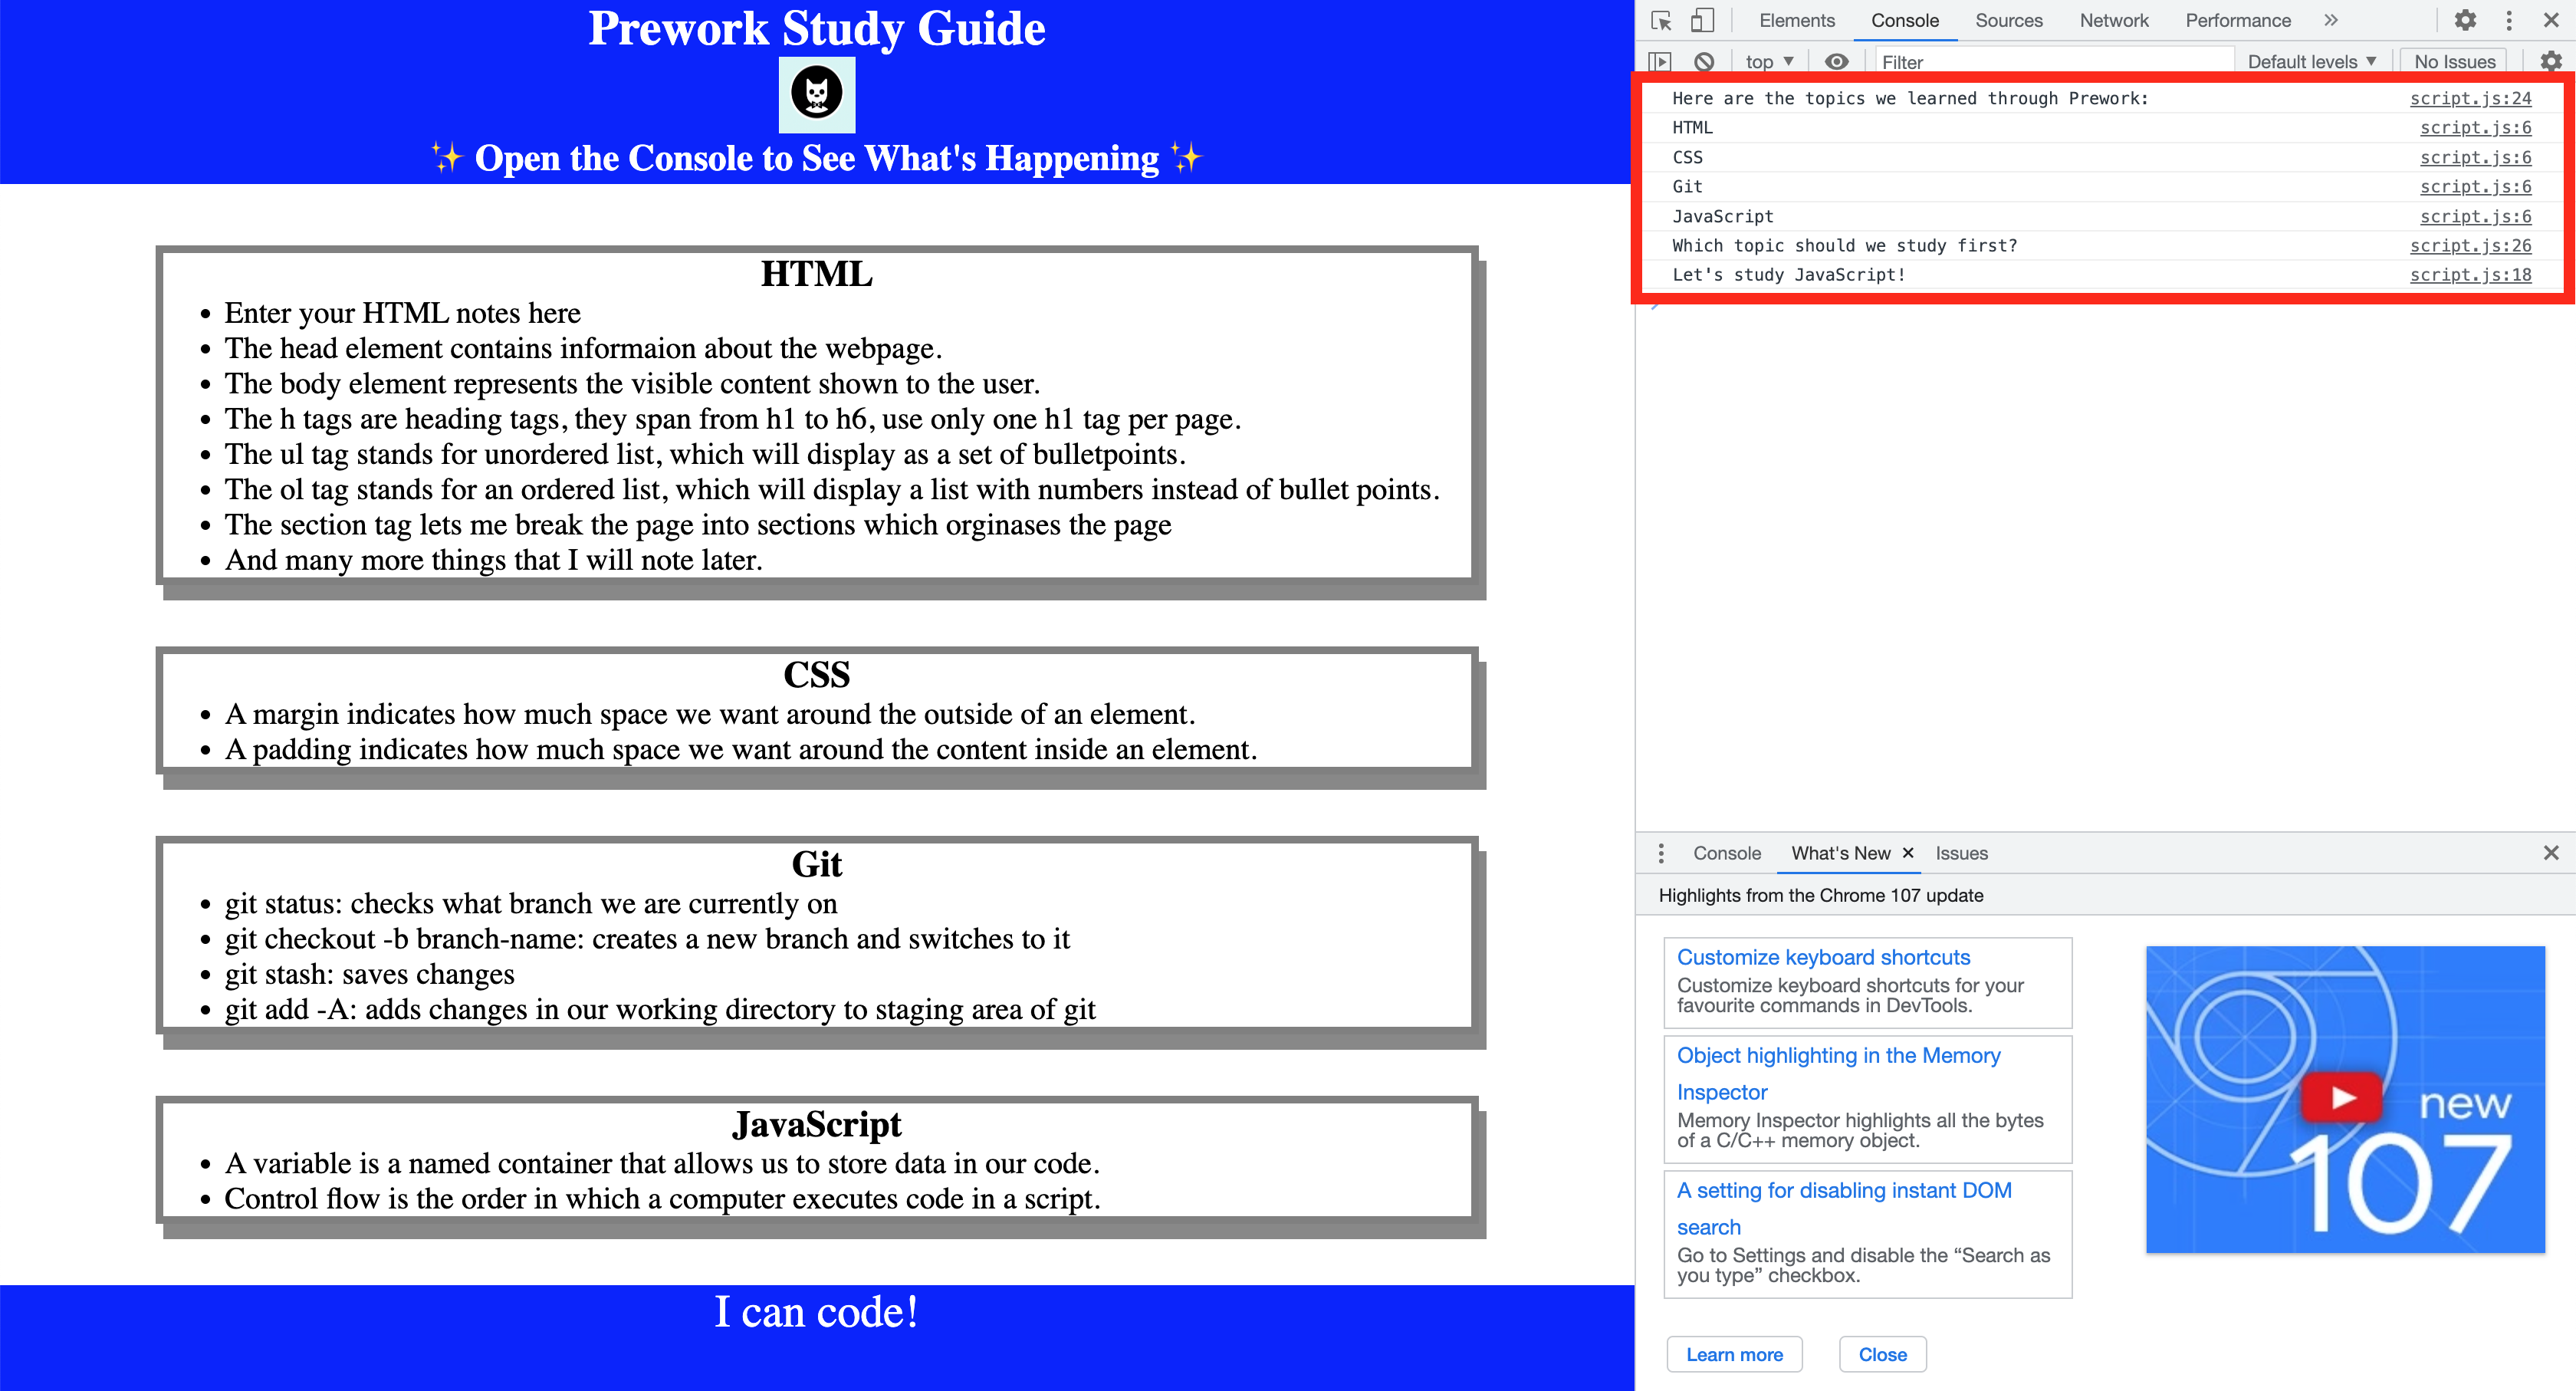 Prework Study Guide
✨ Open the Console to See What's Happening ✨
HTML
• Enter your HTML notes here
• The head element contains informaion about the webpage.
• The body element represents the visible content shown to the user.
• The h tags are heading tags, they span from h1 to h6, use only one h1 tag per page.
• The ul tag stands for unordered list, which will display as a set of bulletpoints.
• The ol tag stands for an ordered list, which will display a list with numbers instead of bullet points.
• The section tag lets me break the page into sections which orginases the page
• And many more things that I will note later.
CSS
• A margin indicates how much space we want around the outside of an element.
• A padding indicates how much space we want around the content inside an element.
Git
• git status: checks what branch we are currently on
• git checkout -b branch-name: creates a new branch and switches to it
• git stash: saves changes
• git add -A: adds changes in our working directory to staging area of git
JavaScript
• A variable is a named container that allows us to store data in our code.
• Control flow is the order in which a computer executes code in a script.
I can code!
Elements Console Sources Network Performance »
top ▼ Filter Default levels ▼ No Issues
Here are the topics we learned through Prework: script.js:24
HTML script.js:6
CSS script.js:6
Git script.js:6
JavaScript script.js:6
Which topic should we study first? script.js:26
Let's study JavaScript! script.js:18
Console What's New × Issues
Highlights from the Chrome 107 update
Customize keyboard shortcuts
Customize keyboard shortcuts for your
favourite commands in DevTools.
Object highlighting in the Memory
Inspector
Memory Inspector highlights all the bytes
of a C/C++ memory object.
A setting for disabling instant DOM
search
Go to Settings and disable the “Search as
you type” checkbox.
new
107
Learn more Close